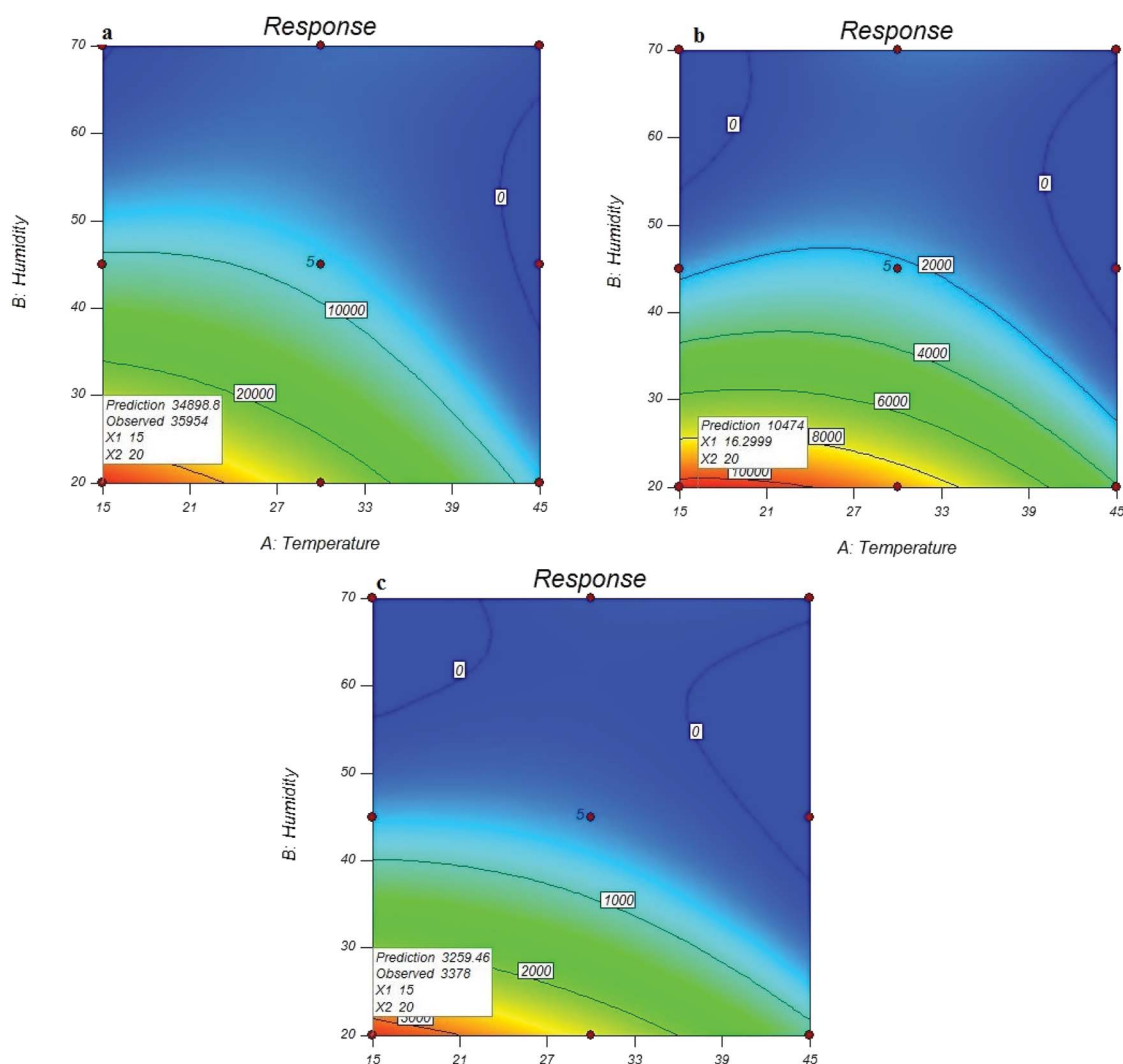 a
Response
70
60
50
40
30
20
B: Humidity
0
5
10000
20000
Prediction 34898.8
Observed 35954
X1 15
X2 20
15 21 27 33 39 45
A: Temperature
b
Response
70
60
50
40
30
20
B: Humidity
0
0
5
2000
4000
6000
8000
10000
Prediction 10474
X1 16.2999
X2 20
15 21 27 33 39 45
A: Temperature
c
Response
70
60
50
40
30
20
B: Humidity
0
0
5
1000
2000
Prediction 3259.46
Observed 3378
X1 15
X2 20
3000
15 21 27 33 39 45